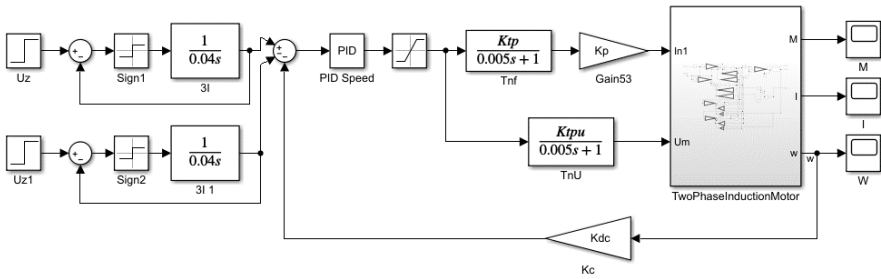 Uz
Sign1
1
0.04s
3I
PID
PID Speed
Ktp
0.005s + 1
Tnf
Kp
Gain53
In1
M
I
Um
w
w
TwoPhaseInductionMotor
M
I
W
Uz1
Sign2
1
0.04s
3I 1
Ktpu
0.005s + 1
TnU
Kdc
Kc